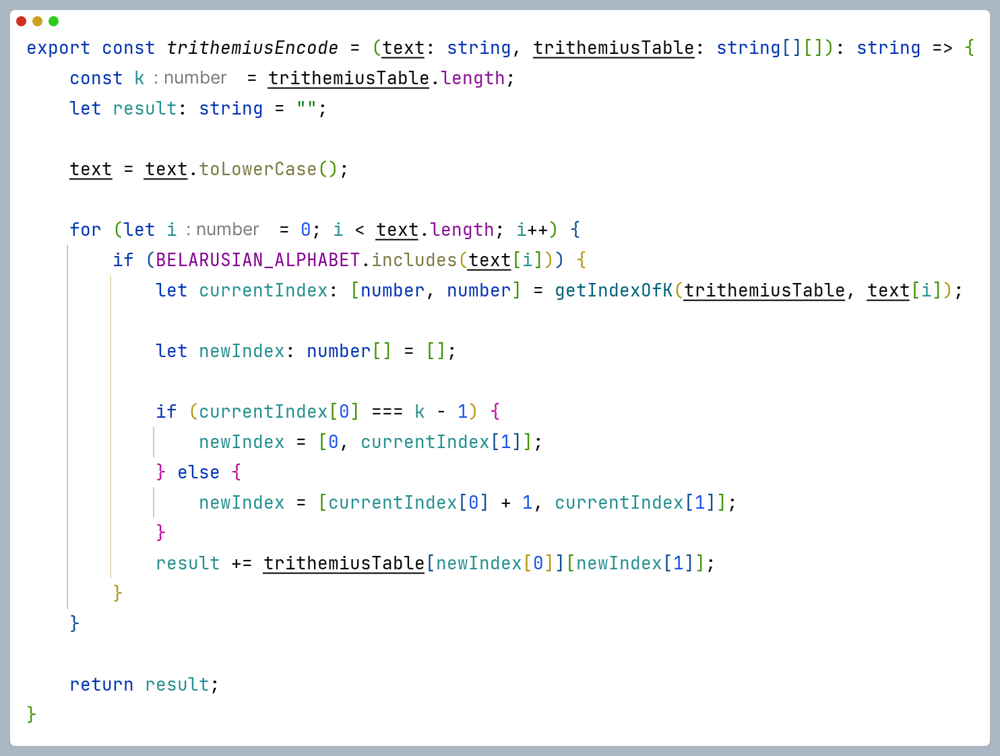 export const trithemiusEncode = (text: string, trithemiusTable: string[][]): string => {
const k : number = trithemiusTable.length;
let result: string = "";
text = text.toLowerCase();
for (let i : number = 0; i < text.length; i++) {
if (BELARUSIAN_ALPHABET.includes(text[i])) {
let currentIndex: [number, number] = getIndexOfK(trithemiusTable, text[i]);
let newIndex: number[] = [];
if (currentIndex[0] === k - 1) {
newIndex = [0, currentIndex[1]];
} else {
newIndex = [currentIndex[0] + 1, currentIndex[1]];
}
result += trithemiusTable[newIndex[0]][newIndex[1]];
}
}
return result;
}